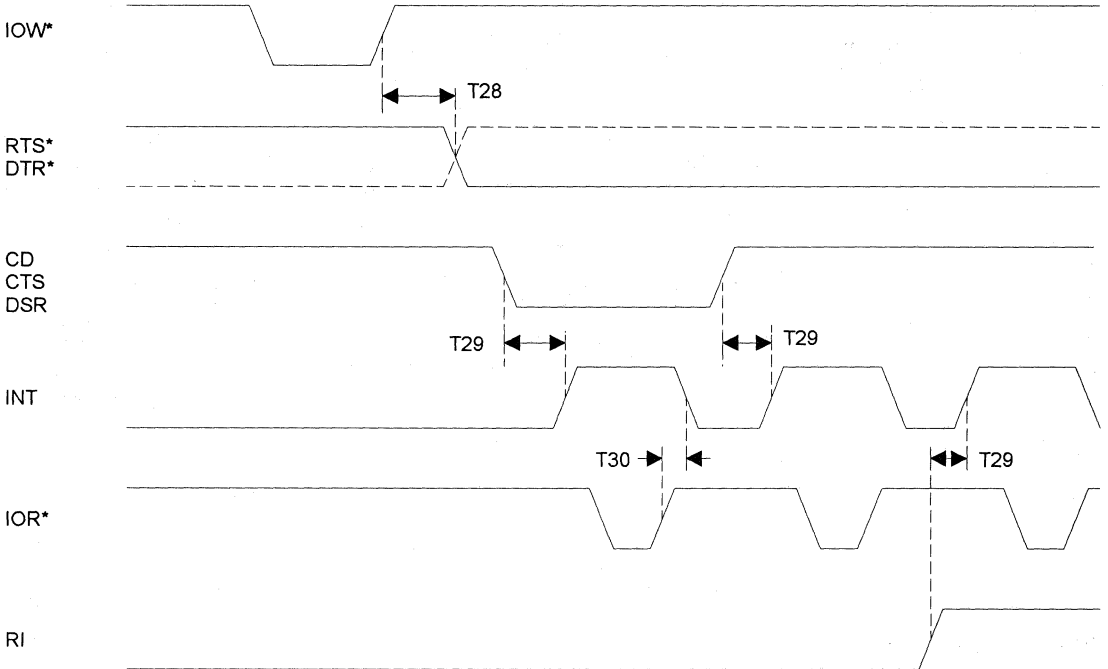 IOW*
T28
RTS*
DTR*
CD
CTS
DSR
T29
T29
INT
T30
T29
IOR*
RI